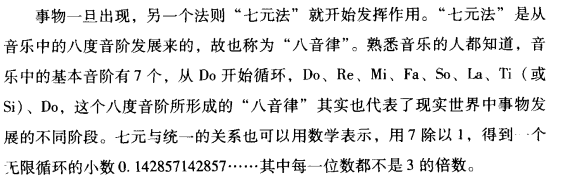 事物一旦出现，另一个法则“七元法”就开始发挥作用。“七元法”是从
音乐中的八度音阶发展来的，故也称为“八音律”。熟悉音乐的人都知道，音
乐中的基本音阶有7个，从Do开始循环，Do、Re、Mi、Fa、So、La、Ti（或
Si）、Do，这个八度音阶所形成的“八音律”其实也代表了现实世界中事物发
展的不同阶段。七元与统一的关系也可以用数学表示，用7除以1，得到一个
无限循环的小数0.142857142857……其中每一位数都不是3的倍数。